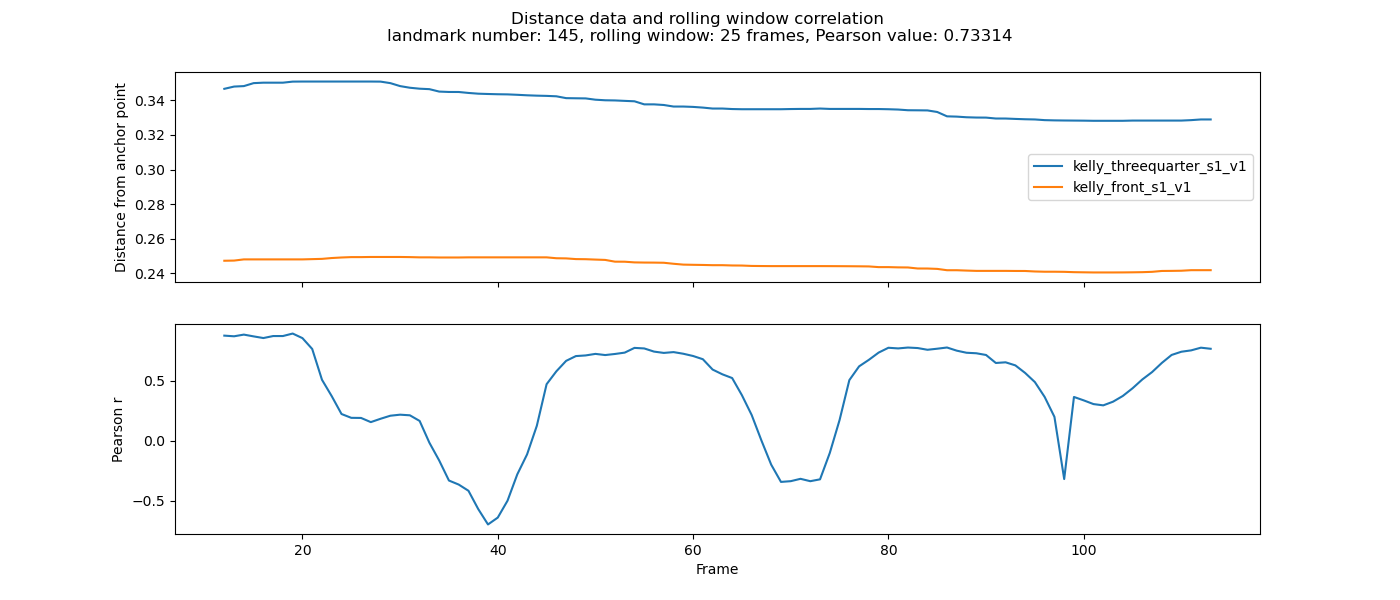 Distance data and rolling window correlation
landmark number: 145, rolling window: 25 frames, Pearson value: 0.73314
Distance from anchor point
0.34
0.32
0.30
0.28
0.26
0.24
kelly_threequarter_s1_v1
kelly_front_s1_v1
Pearson r
0.5
0.0
−0.5
20
40
60
80
100
Frame